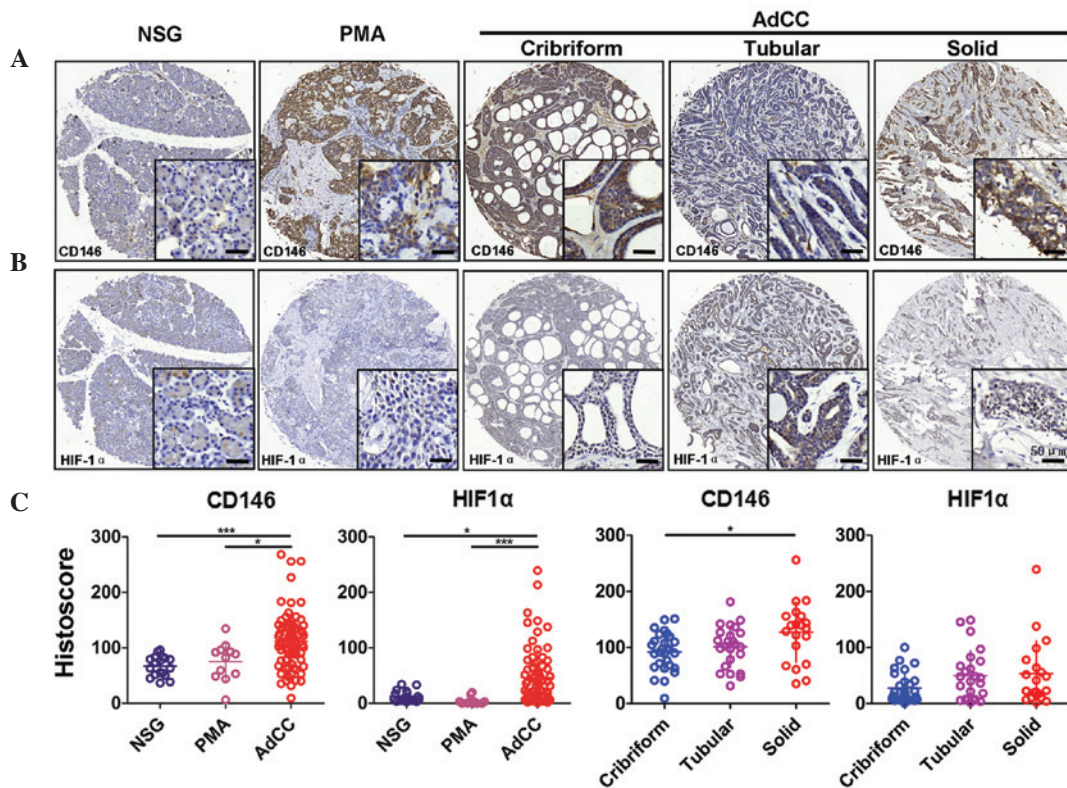 NSG PMA AdCC
Cribriform Tubular Solid
A
CD146 CD146 CD146 CD146 CD146
B
HIF-1α HIF-1α HIF-1α HIF-1α HIF-1α 50μm
C
CD146 HIF1α CD146 HIF1α
*** * * *** *
Histoscore
300 300 300 300
200 200 200 200
100 100 100 100
0 0 0 0
NSG PMA AdCC NSG PMA AdCC Cribriform Tubular Solid Cribriform Tubular Solid